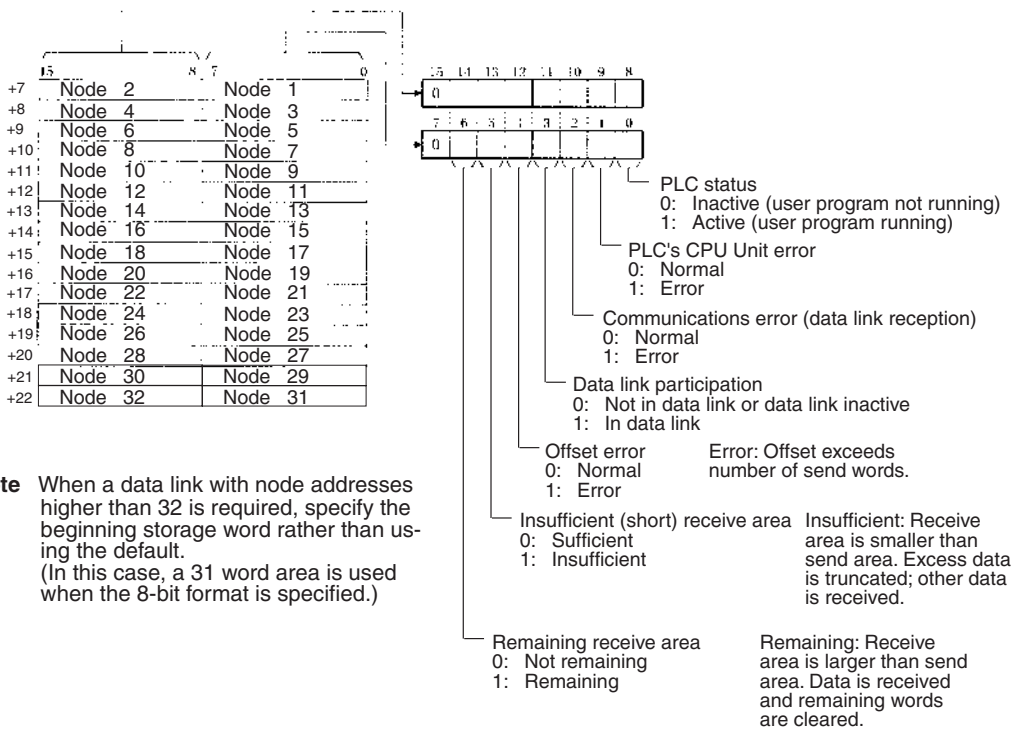 15 8 7 0
+7 Node 2 Node 1
+8 Node 4 Node 3
+9 Node 6 Node 5
+10 Node 8 Node 7
+11 Node 10 Node 9
+12 Node 12 Node 11
+13 Node 14 Node 13
+14 Node 16 Node 15
+15 Node 18 Node 17
+16 Node 20 Node 19
+17 Node 22 Node 21
+18 Node 24 Node 23
+19 Node 26 Node 25
+20 Node 28 Node 27
+21 Node 30 Node 29
+22 Node 32 Node 31
15 14 13 12 11 10 9 8
0
7 6 5 3 2 1 0
0
PLC status
0: Inactive (user program not running)
1: Active (user program running)
PLC's CPU Unit error
0: Normal
1: Error
Communications error (data link reception)
0: Normal
1: Error
Data link participation
0: Not in data link or data link inactive
1: In data link
Offset error
0: Normal
1: Error
Error: Offset exceeds
number of send words.
Insufficient (short) receive area
0: Sufficient
1: Insufficient
Insufficient: Receive
area is smaller than
send area. Excess data
is truncated; other data
is received.
Remaining receive area
0: Not remaining
1: Remaining
Remaining: Receive
area is larger than send
area. Data is received
and remaining words
are cleared.
te When a data link with node addresses
higher than 32 is required, specify the
beginning storage word rather than us-
ing the default.
(In this case, a 31 word area is used
when the 8-bit format is specified.)